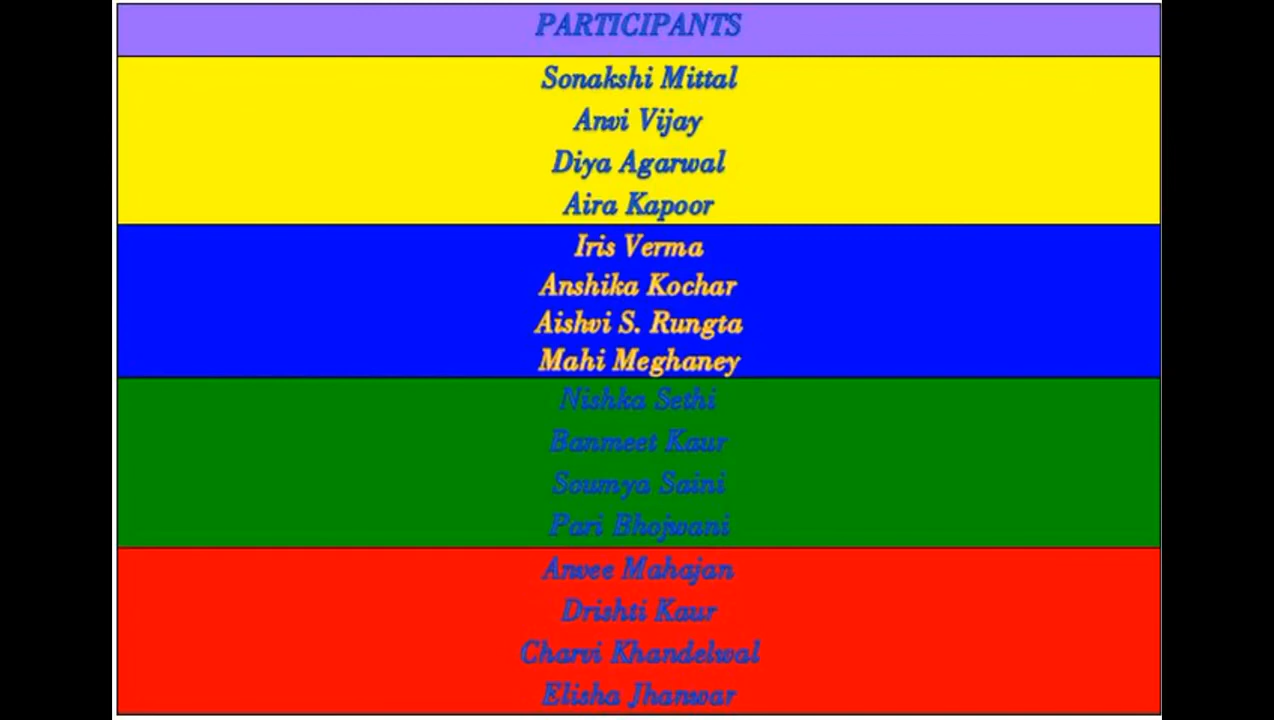 PARTICIPANTS
Sonakshi Mittal
Anvi Vijay
Diya Agarwal
Aira Kapoor
Iris Verma
Anshika Kochar
Aishvi S. Rungta
Mahi Meghaney
Nishka Sethi
Banmeet Kaur
Soumya Saini
Pari Bhojwani
Anvee Mahajan
Drishti Kaur
Charvi Khandelwal
Elisha Jhanwar